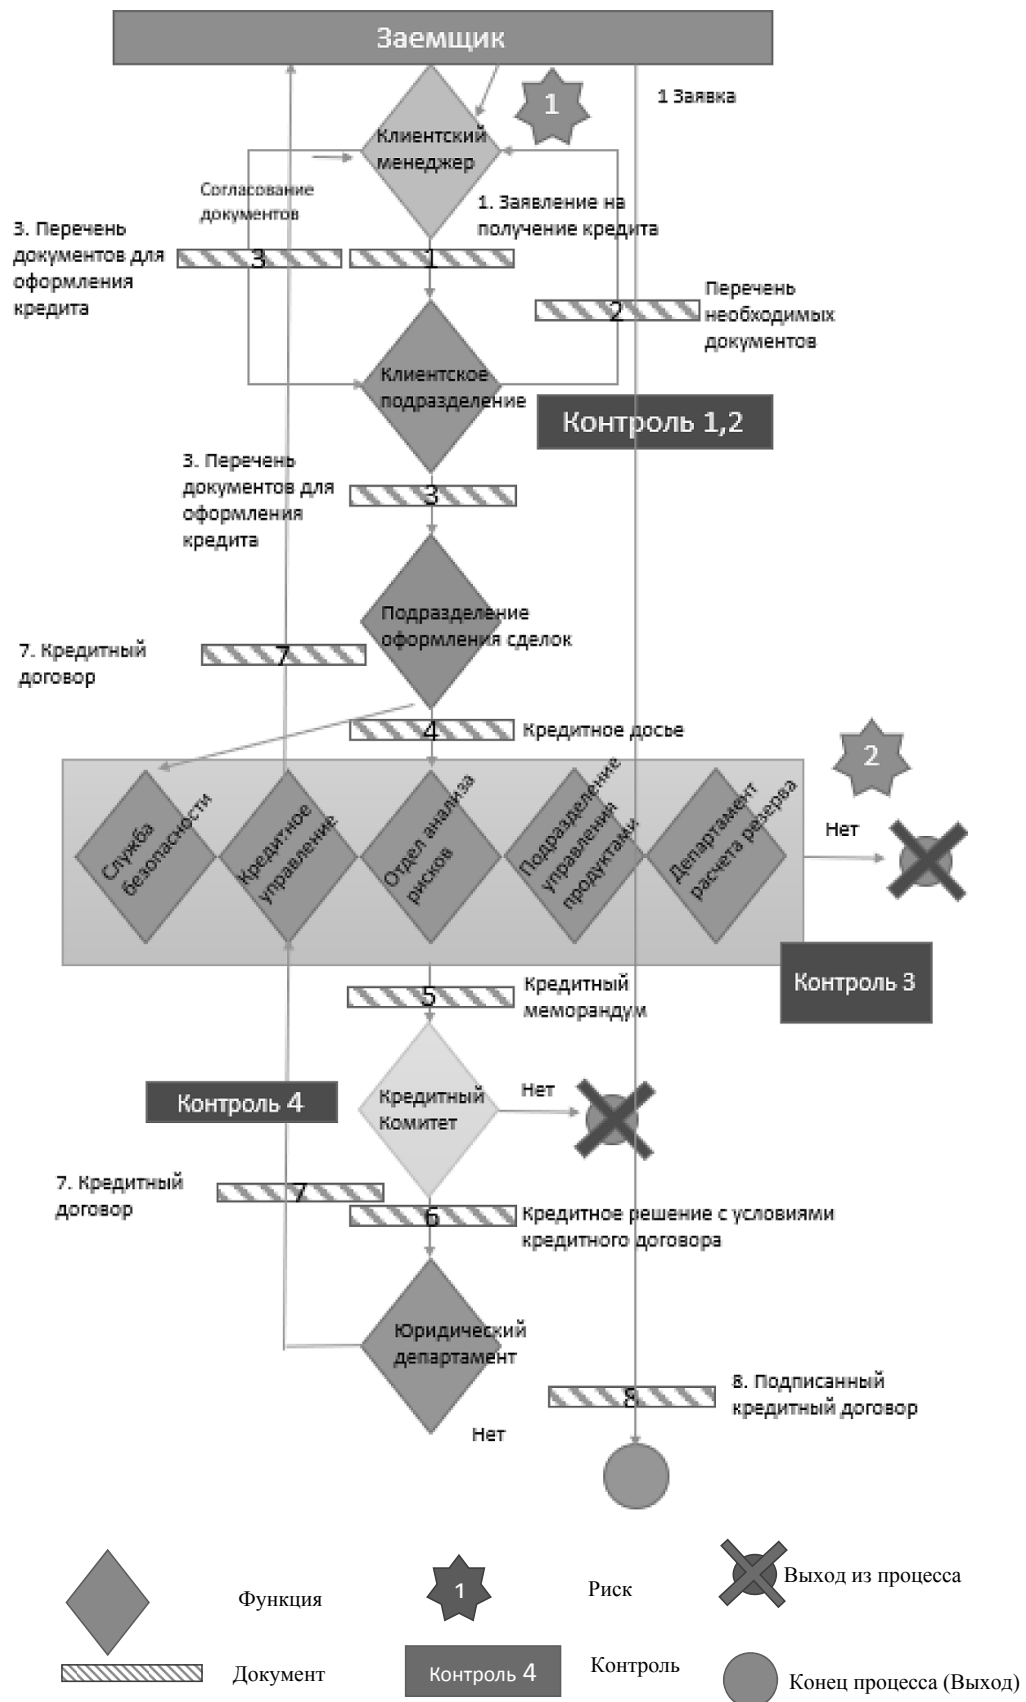 Заемщик
1
1 Заявка
Клиентский
менеджер
Согласование
документов
1. Заявление на
получение кредита
3. Перечень
документов для
оформления
кредита
3
1
2
Перечень
необходимых
документов
Клиентское
подразделение
Контроль 1,2
3. Перечень
документов для
оформления
кредита
3
Подразделение
оформления сделок
7. Кредитный
договор
7
4
Кредитное досье
2
Служба
безопасности
Кредитное
управление
Отдел анализа
рисков
Подразделение
управления
продуктами
Департамент
расчета резерва
Нет
Контроль 3
5
Кредитный
меморандум
Контроль 4
Кредитный
Комитет
Нет
7. Кредитный
договор
7
6
Кредитное решение с условиями
кредитного договора
Юридический
департамент
Нет
8
8. Подписанный
кредитный договор
Функция
1
Риск
Выход из процесса
Документ
Контроль 4
Контроль
Конец процесса (Выход)